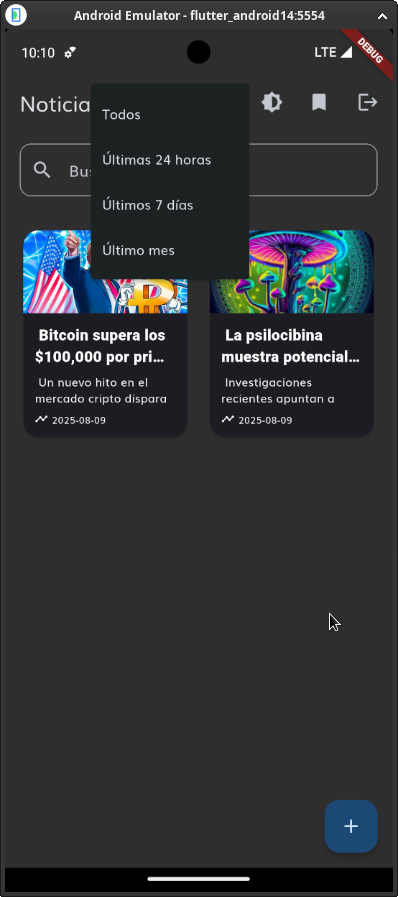 Android Emulator - flutter_android14:5554
10:10
LTE
DEBUG
Noticia
Todos
Últimas 24 horas
Últimos 7 días
Último mes
Bitcoin supera los
$100,000 por pri...
Un nuevo hito en el
mercado cripto dispara
2025-08-09
La psilocibina
muestra potencial...
Investigaciones
recientes apuntan a
2025-08-09